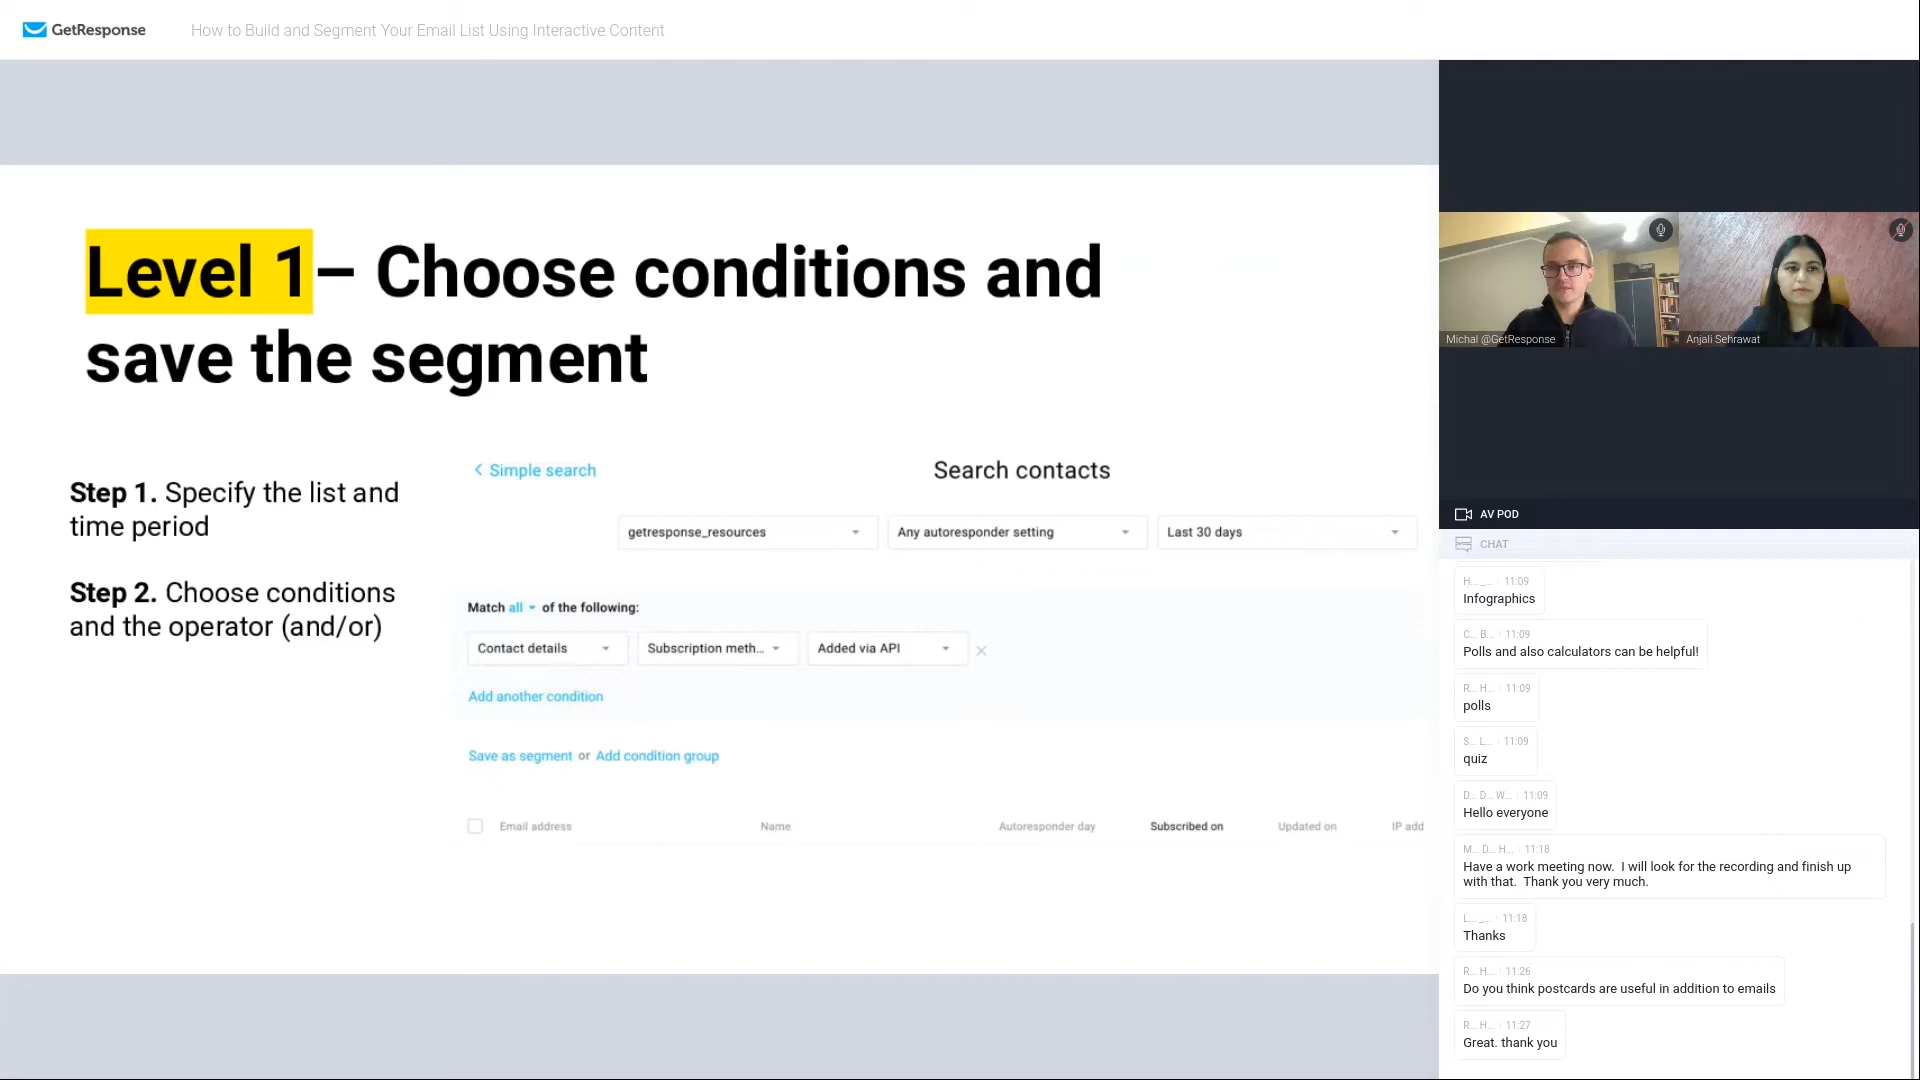 GetResponse
How to Build and Segment Your Email List Using Interactive Content
Level 1– Choose conditions and
save the segment
Step 1. Specify the list and
time period
Step 2. Choose conditions
and the operator (and/or)
Simple search
Search contacts
getresponse_resources
Any autoresponder setting
Last 30 days
Match all of the following:
Contact details
Subscription meth...
Added via API
Add another condition
Save as segment or Add condition group
Email address
Name
Autoresponder day
Subscribed on
Updated on
IP add
Michal @GetResponse
Anjali Sehrawat
AV POD
CHAT
H... _... 11:09
Infographics
C... B... 11:09
Polls and also calculators can be helpful!
R... H... 11:09
polls
S... L... 11:09
quiz
D... D... W... 11:09
Hello everyone
M... D... H... 11:18
Have a work meeting now. I will look for the recording and finish up
with that. Thank you very much.
L... _... 11:18
Thanks
R... H... 11:26
Do you think postcards are useful in addition to emails
R... H... 11:27
Great. thank you